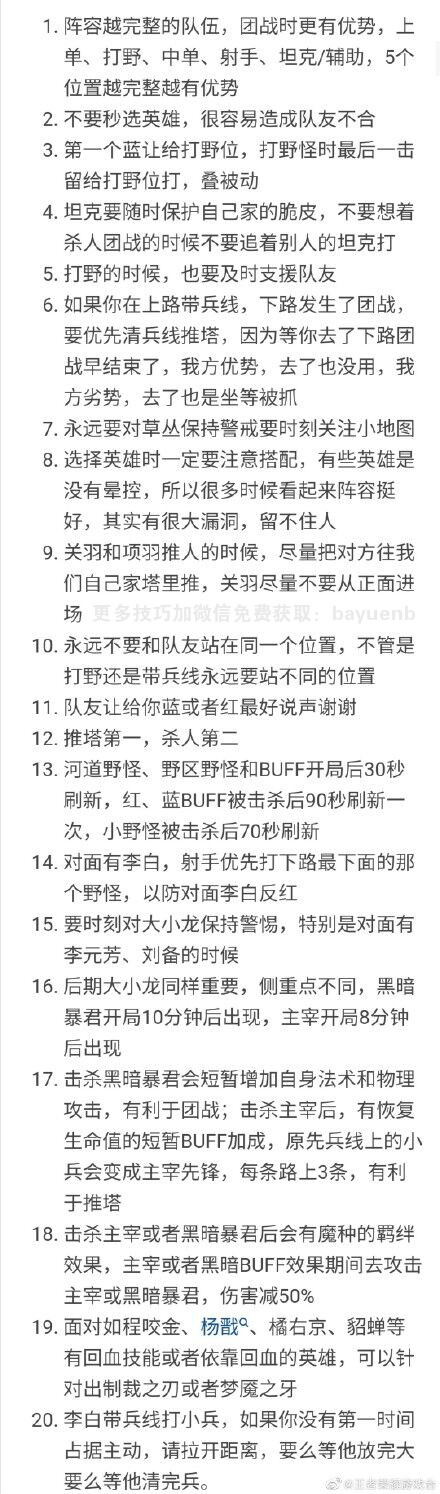 1. 阵容越完整的队伍，团战时更有优势，上
单、打野、中单、射手、坦克/辅助，5个
位置越完整越有优势
2. 不要秒选英雄，很容易造成队友不合
3. 第一个蓝让给打野位，打野怪时最后一击
留给打野位打，叠被动
4. 坦克要随时保护自己家的脆皮，不要想着
杀人团战的时候不要追着别人的坦克打
5. 打野的时候，也要及时支援队友
6. 如果你在上路带兵线，下路发生了团战，
要优先清兵线推塔，因为等你去了下路团
战早结束了，我方优势，去了也没用，我
方劣势，去了也是坐等被抓
7. 永远要对草丛保持警戒要时刻关注小地图
8. 选择英雄时一定要注意搭配，有些英雄是
没有晕控，所以很多时候看起来阵容挺
好，其实有很大漏洞，留不住人
9. 关羽和项羽推人的时候，尽量把对方往我
们自己家塔里推，关羽尽量不要从正面进
场 更多技巧加微信免费获取：bayuenb
10. 永远不要和队友站在同一个位置，不管是
打野还是带兵线永远要站不同的位置
11. 队友让给你蓝或者红最好说声谢谢
12. 推塔第一，杀人第二
13. 河道野怪、野区野怪和BUFF开局后30秒
刷新，红、蓝BUFF被击杀后90秒刷新一
次，小野怪被击杀后70秒刷新
14. 对面有李白，射手优先打下路最下面的那
个野怪，以防对面李白反红
15. 要时刻对大小龙保持警惕，特别是对面有
李元芳、刘备的时候
16. 后期大小龙同样重要，侧重点不同，黑暗
暴君开局10分钟后出现，主宰开局8分钟
后出现
17. 击杀黑暗暴君会短暂增加自身法术和物理
攻击，有利于团战；击杀主宰后，有恢复
生命值的短暂BUFF加成，原先兵线上的小
兵会变成主宰先锋，每条路上3条，有利
于推塔
18. 击杀主宰或者黑暗暴君后会有魔种的羁绊
效果，主宰或者黑暗BUFF效果期间去攻击
主宰或黑暗暴君，伤害减50%
19. 面对如程咬金、杨戬、橘右京、貂蝉等
有回血技能或者依靠回血的英雄，可以针
对出制裁之刃或者梦魇之牙
20. 李白带兵线打小兵，如果你没有第一时间
占据主动，请拉开距离，要么等他放完大
要么等他清完兵。